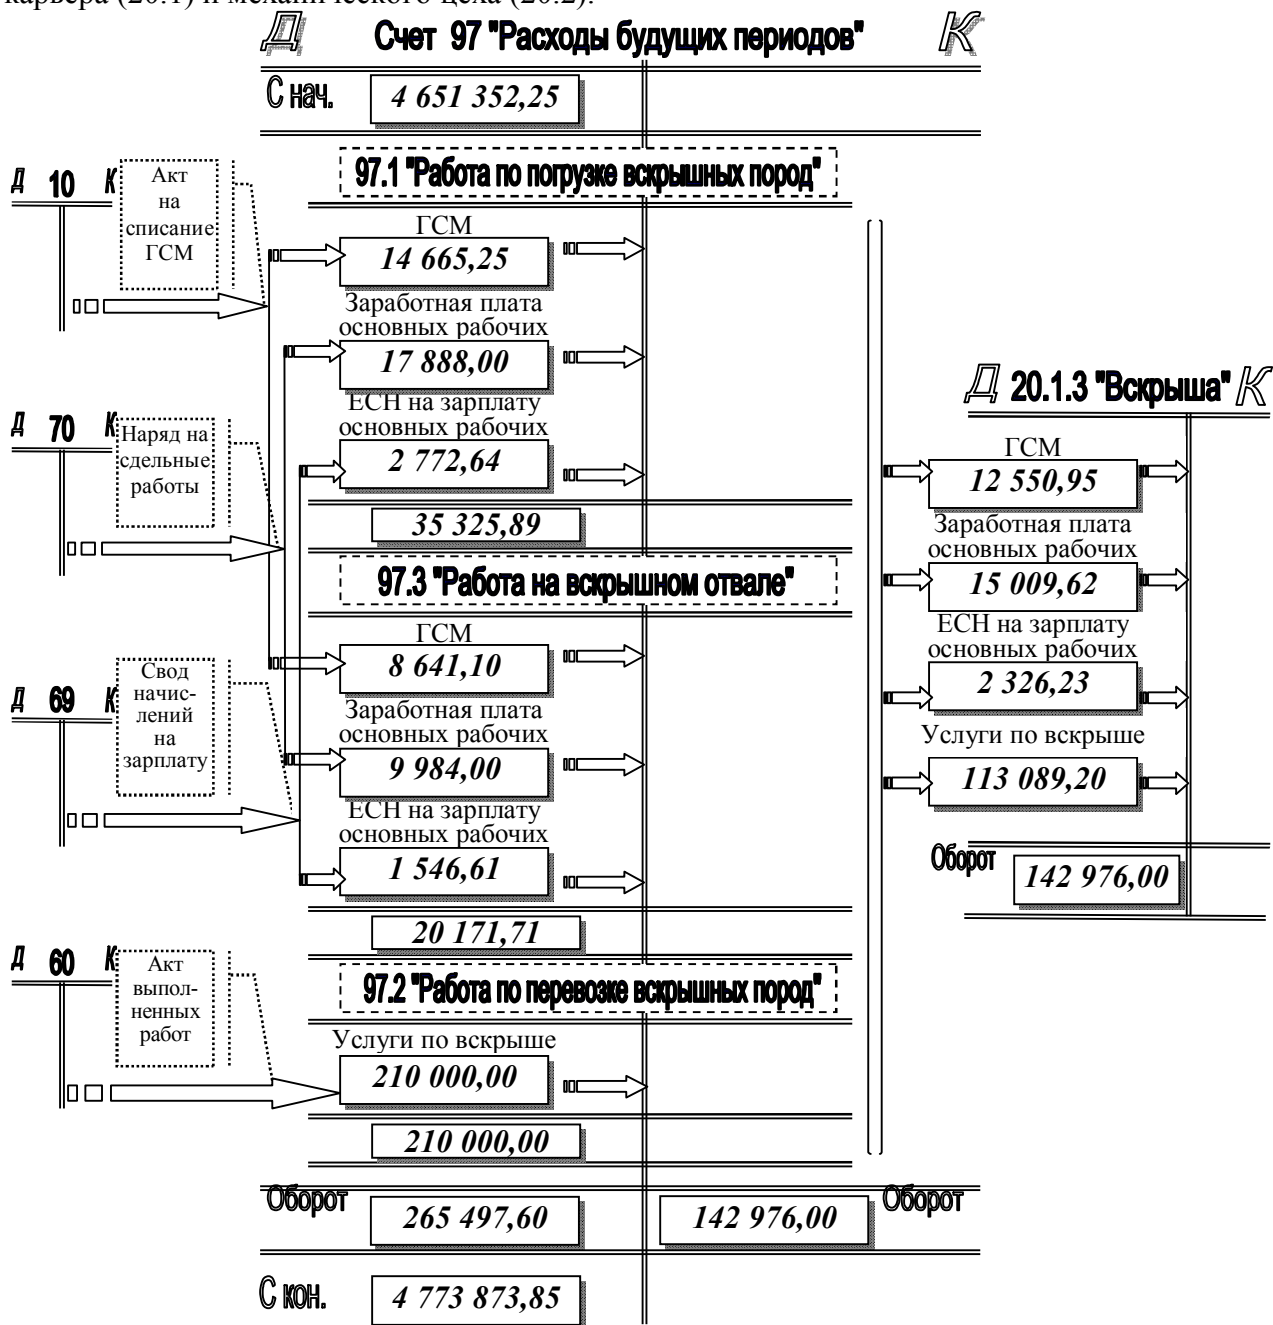 карьера (20.1) и механического цеха (20.2).
Д Счет 97 "Расходы будущих периодов" К
С нач. 4 651 352,25
97.1 "Работа по погрузке вскрышных пород"
Д 10 К
Акт
на
списание
ГСМ
ГСМ
14 665,25
Заработная плата
основных рабочих
17 888,00
ЕСН на зарплату
основных рабочих
2 772,64
35 325,89
Д 70 К
Наряд на
сдельные
работы
97.3 "Работа на вскрышном отвале"
ГСМ
8 641,10
Заработная плата
основных рабочих
9 984,00
ЕСН на зарплату
основных рабочих
1 546,61
20 171,71
Д 69 К
Свод
начис-
лений
на
зарплату
97.2 "Работа по перевозке вскрышных пород"
Д 60 К
Акт
выпол-
ненных
работ
Услуги по вскрыше
210 000,00
210 000,00
Д 20.1.3 "Вскрыша" К
ГСМ
12 550,95
Заработная плата
основных рабочих
15 009,62
ЕСН на зарплату
основных рабочих
2 326,23
Услуги по вскрыше
113 089,20
Оборот 142 976,00
Оборот 265 497,60 142 976,00 Оборот
С кон. 4 773 873,85